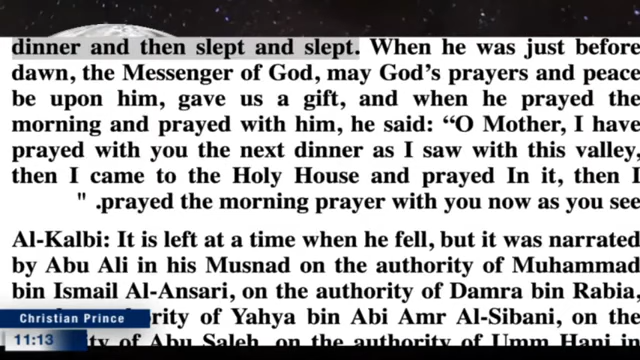 dinner and then slept and slept. When he was just before
dawn, the Messenger of God, may God's prayers and peace
be upon him, gave us a gift, and when he prayed the
morning and prayed with him, he said: “O Mother, I have
prayed with you the next dinner as I saw with this valley,
then I came to the Holy House and prayed In it, then I
" .prayed the morning prayer with you now as you see
Al-Kalbi: It is left at a time when he fell, but it was narrated
by Abu Ali in his Musnad on the authority of Muhammad
bin Ismail Al-Ansari, on the authority of Damra bin Rabia,
of Yahya bin Abi Amr Al-Sibani, on the
of Abu Saleh, on the authority of Umm Hani in
Christian Prince
11:13